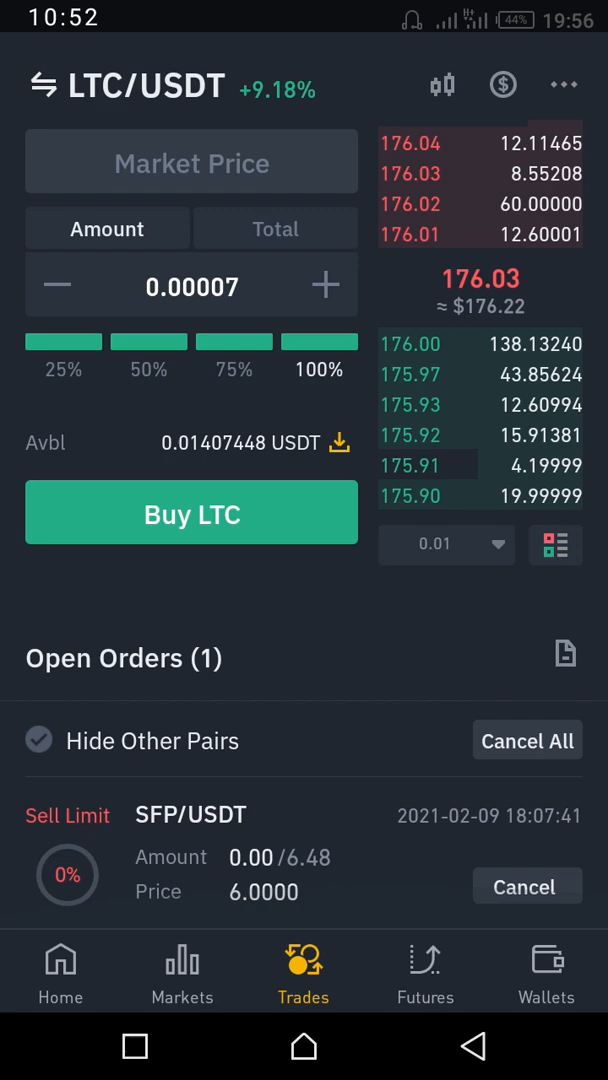 10:52
44% 19:56
LTC/USDT +9.18%
Market Price
Amount Total
0.00007
25% 50% 75% 100%
Avbl 0.01407448 USDT
Buy LTC
176.04 12.11465
176.03 8.55208
176.02 60.00000
176.01 12.60001
176.03
≈ $176.22
176.00 138.13240
175.97 43.85624
175.93 12.60994
175.92 15.91381
175.91 4.19999
175.90 19.99999
0.01
Open Orders (1)
Hide Other Pairs Cancel All
Sell Limit SFP/USDT 2021-02-09 18:07:41
0% Amount 0.00 /6.48
Price 6.0000 Cancel
Home Markets Trades Futures Wallets